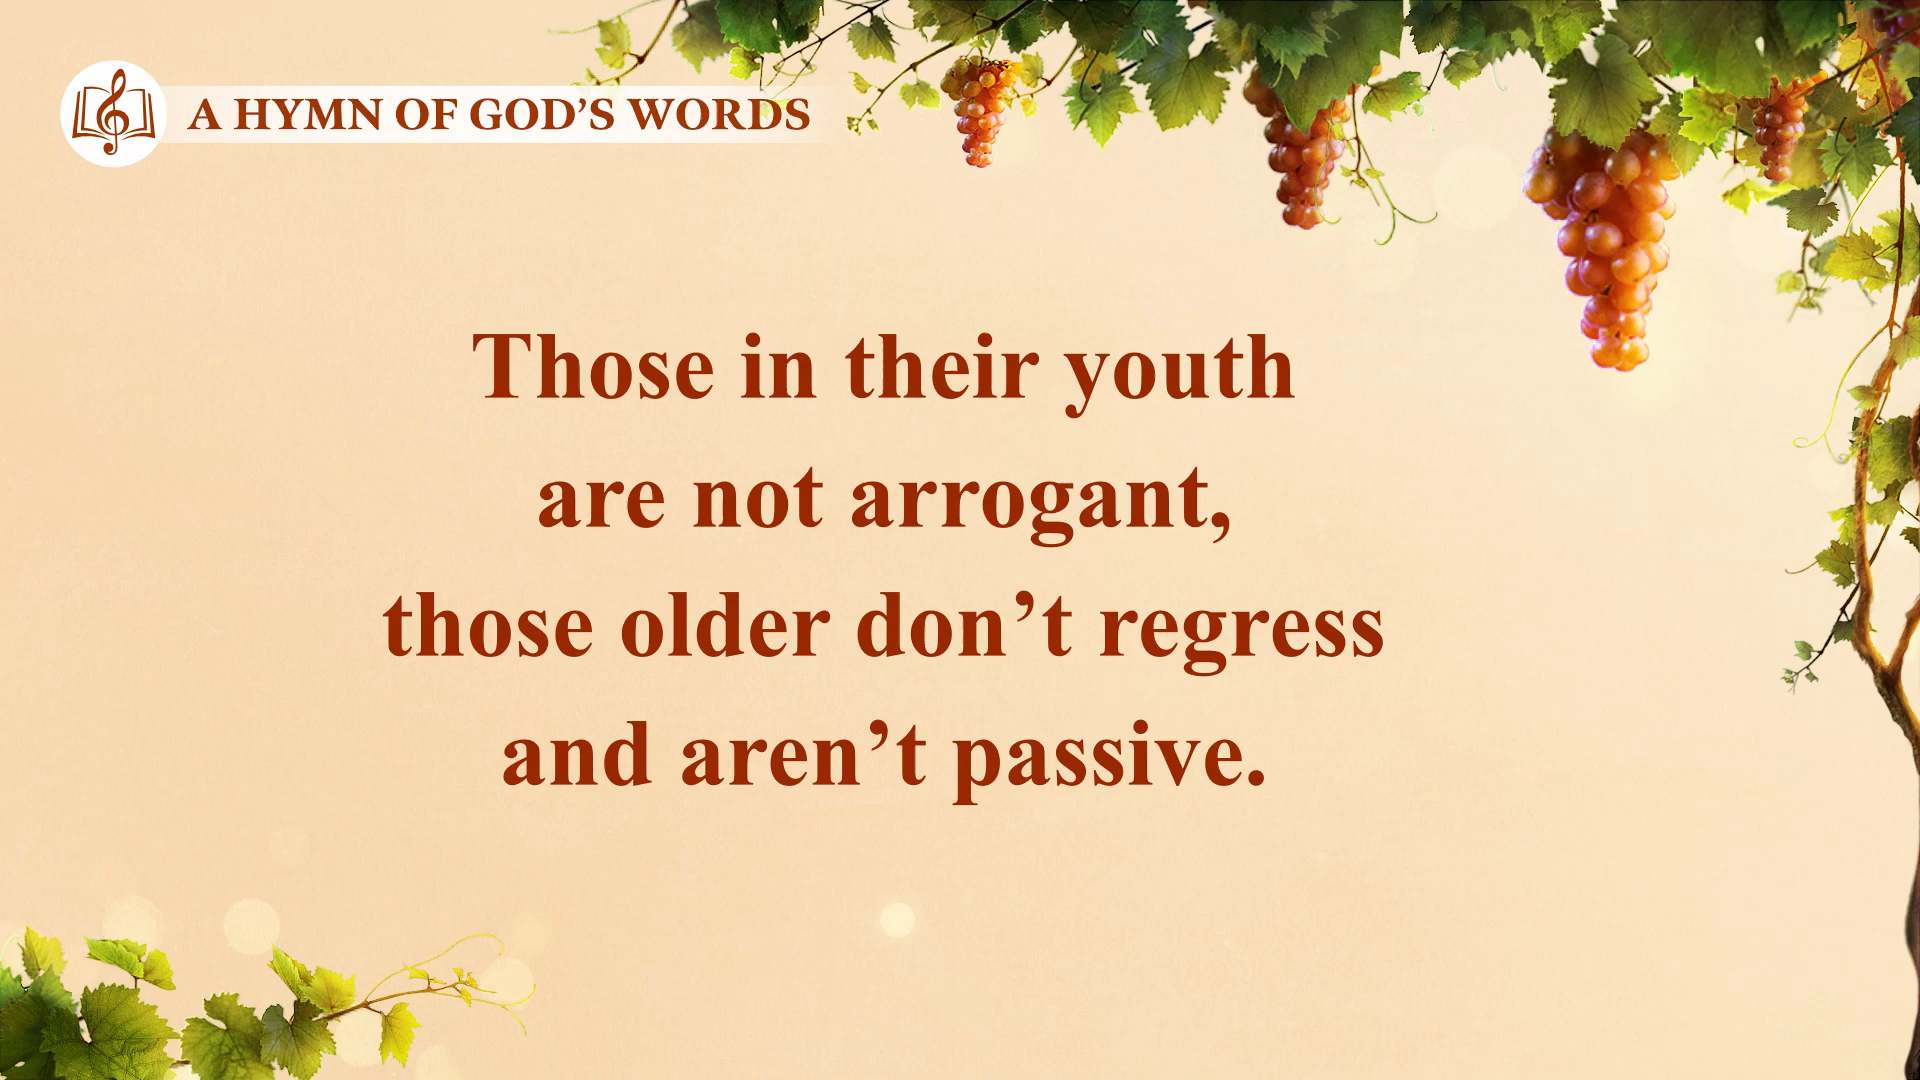 A HYMN OF GOD’S WORDS
Those in their youth
are not arrogant,
those older don’t regress
and aren’t passive.